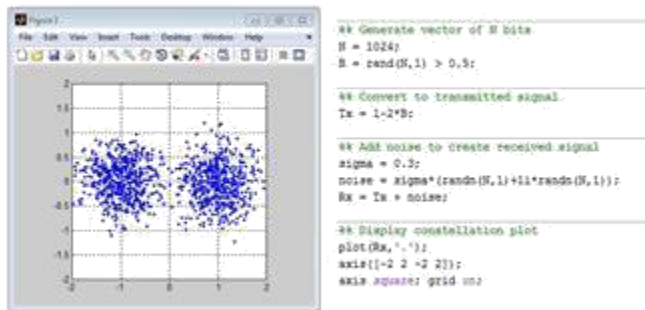 Figure 1
File Edit View Insert Tools Desktop Window Help
2
1.5
1
0.5
0
-0.5
-1
-1.5
-2
-2 -1 0 1 2
%% Generate vector of N bits
N = 1024;
B = rand(N,1) > 0.5;
%% Convert to transmitted signal
Tx = 1-2*B;
%% Add noise to create received signal
sigma = 0.3;
noise = sigma*(randn(N,1)+1i*randn(N,1));
Rx = Tx + noise;
%% Display constellation plot
plot(Rx,'.');
axis([-2 2 -2 2]);
axis square; grid on;